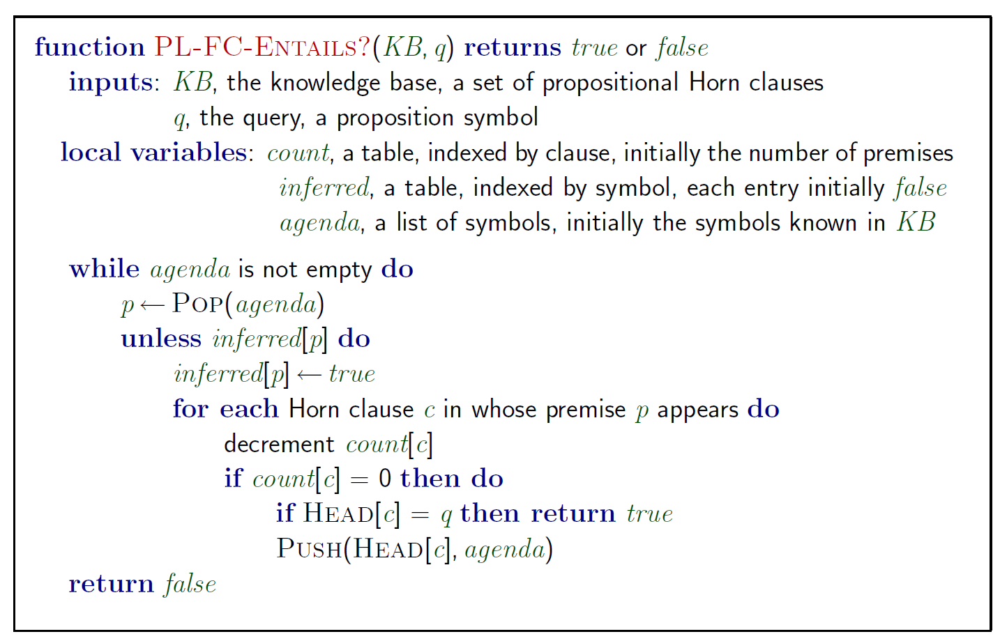 function PL-FC-Entails?(KB, q) returns true or false
inputs: KB, the knowledge base, a set of propositional Horn clauses
q, the query, a proposition symbol
local variables: count, a table, indexed by clause, initially the number of premises
inferred, a table, indexed by symbol, each entry initially false
agenda, a list of symbols, initially the symbols known in KB
while agenda is not empty do
p ← Pop(agenda)
unless inferred[p] do
inferred[p] ← true
for each Horn clause c in whose premise p appears do
decrement count[c]
if count[c] = 0 then do
if Head[c] = q then return true
Push(Head[c], agenda)
return false